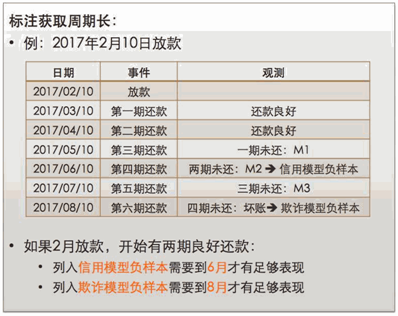 标注获取周期长：
• 例：2017年2月10日放款
日期 事件 观测
2017/02/10 放款
2017/03/10 第一期还款 还款良好
2017/04/10 第二期还款 还款良好
2017/05/10 第三期还款 一期未还：M1
2017/06/10 第四期还款 两期未还：M2➔信用模型负样本
2017/07/10 第五期还款 三期未还：M3
2017/08/10 第六期还款 四期未还：坏账➔欺诈模型负样本
• 如果2月放款，开始有两期良好还款：
• 列入信用模型负样本需要到6月才有足够表现
• 列入欺诈模型负样本需要到8月才有足够表现